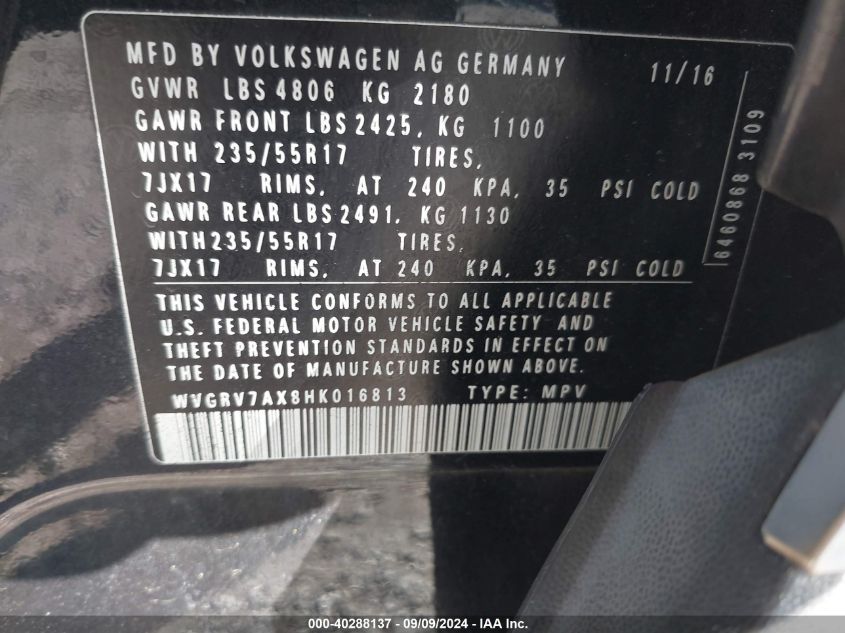 MFD BY VOLKSWAGEN AG GERMANY 11/16
GVWR LBS 4806 KG 2180
GAWR FRONT LBS 2425, KG 1100
WITH 235/55R17 TIRES,
7JX17 RIMS, AT 240 KPA, 35 PSI COLD
GAWR REAR LBS 2491, KG 1130
WITH 235/55R17 TIRES,
7JX17 RIMS, AT 240 KPA, 35 PSI COLD
THIS VEHICLE CONFORMS TO ALL APPLICABLE
U.S. FEDERAL MOTOR VEHICLE SAFETY AND
THEFT PREVENTION STANDARDS IN EFFECT ON
THE DATE OF MANUFACTURE SHOWN ABOVE.
WVGRV7AX8HK016813 TYPE: MPV
6460868 3109
000-40288137 - 09/09/2024 - IAA Inc.